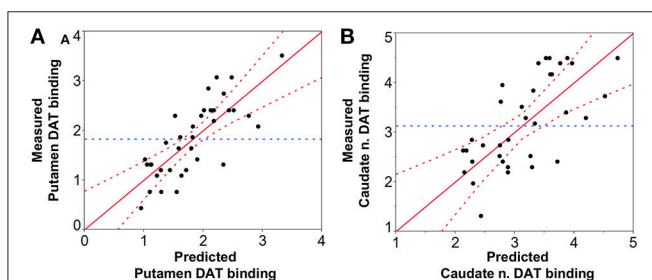 A A
4
3
2
1
0
Measured
Putamen DAT binding
0 1 2 3 4
Predicted
Putamen DAT binding
B
5
4
3
2
1
Measured
Caudate n. DAT binding
1 2 3 4 5
Predicted
Caudate n. DAT binding